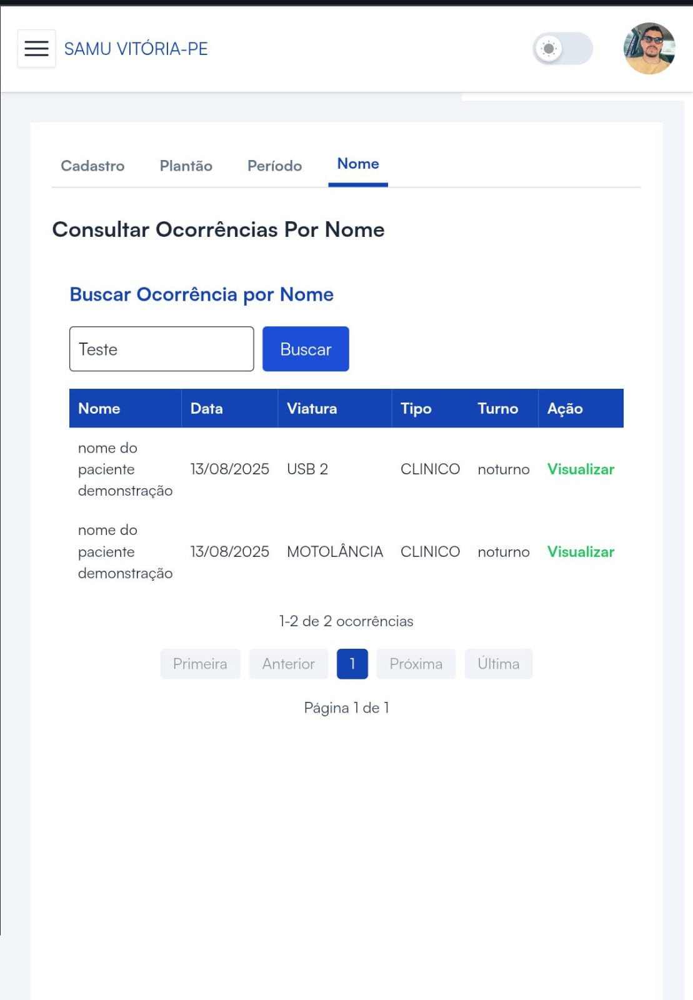 SAMU VITÓRIA-PE
Cadastro Plantão Período Nome
Consultar Ocorrências Por Nome
Buscar Ocorrência por Nome
Teste Buscar
Nome Data Viatura Tipo Turno Ação
nome do
paciente 13/08/2025 USB 2 CLINICO noturno Visualizar
demonstração
nome do
paciente 13/08/2025 MOTOLÂNCIA CLINICO noturno Visualizar
demonstração
1-2 de 2 ocorrências
Primeira Anterior 1 Próxima Última
Página 1 de 1